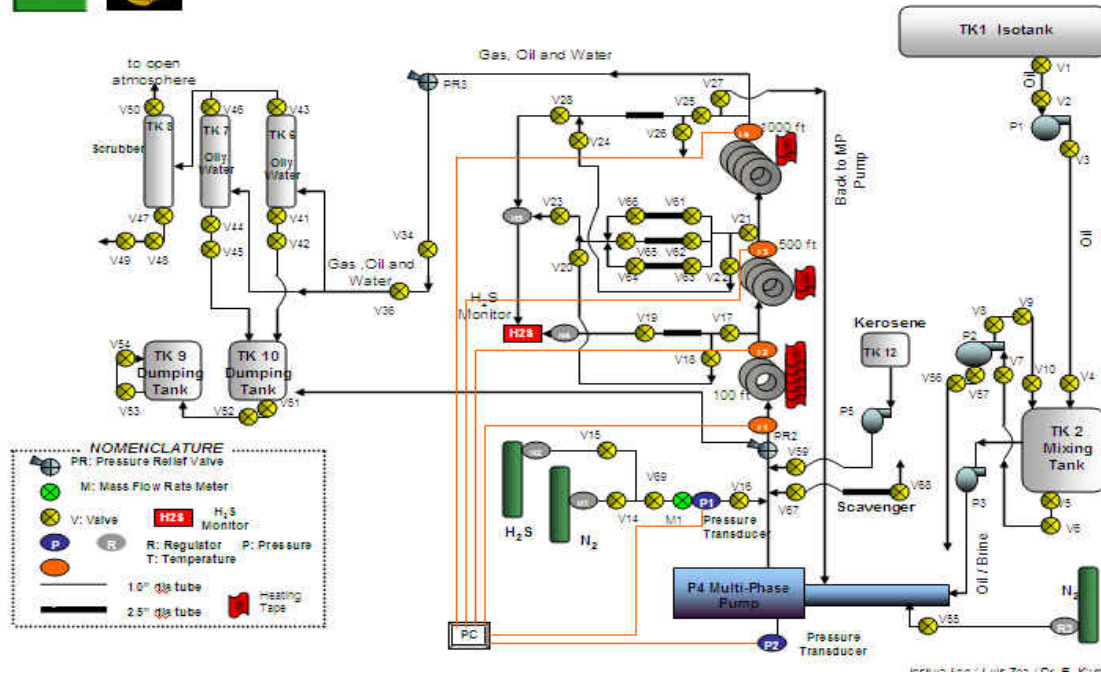 TK1 Isotank
Gas, Oil and Water
to open
atmosphere
PR3
V27
V28
V25
V26
V24
1000 ft
V1
Oil
V2
P1
V3
Oil
V50
V46
V43
TK 8
TK 7
Scrubber
Oily
Water
Oily
Water
V47
V49
V48
V44
V45
V41
V42
V34
Gas ,Oil and
Water
V36
V23
V66
V61
V21
V65
V62
V64
V63
V20
500 ft
Back to MP
Pump
H2S
Monitor
H2S
V19
V17
V18
100 ft
Kerosene
TK 12
P5
V3
V9
P2
V7
V56
V57
V10
V4
TK 2
Mixing
Tank
V5
V6
P3
V54
V53
TK 9
Dumping
Tank
TK 10
Dumping
Tank
V52
V51
PR2
V59
V15
V69
V16
V14
M1
P1
Pressure
Transducer
V67
V68
Scavenger
H2S
N2
Oil / Brine
NOMENCLATURE
PR: Pressure Relief Valve
M: Mass Flow Rate Meter
V: Valve
H2S
H2S
Monitor
P
R
R: Regulator P: Pressure
T: Temperature
1.0" dia tube
2.5" dia tube
Heating
Tape
P4 Multi-Phase
Pump
PC
P2
Pressure
Transducer
V55
N2